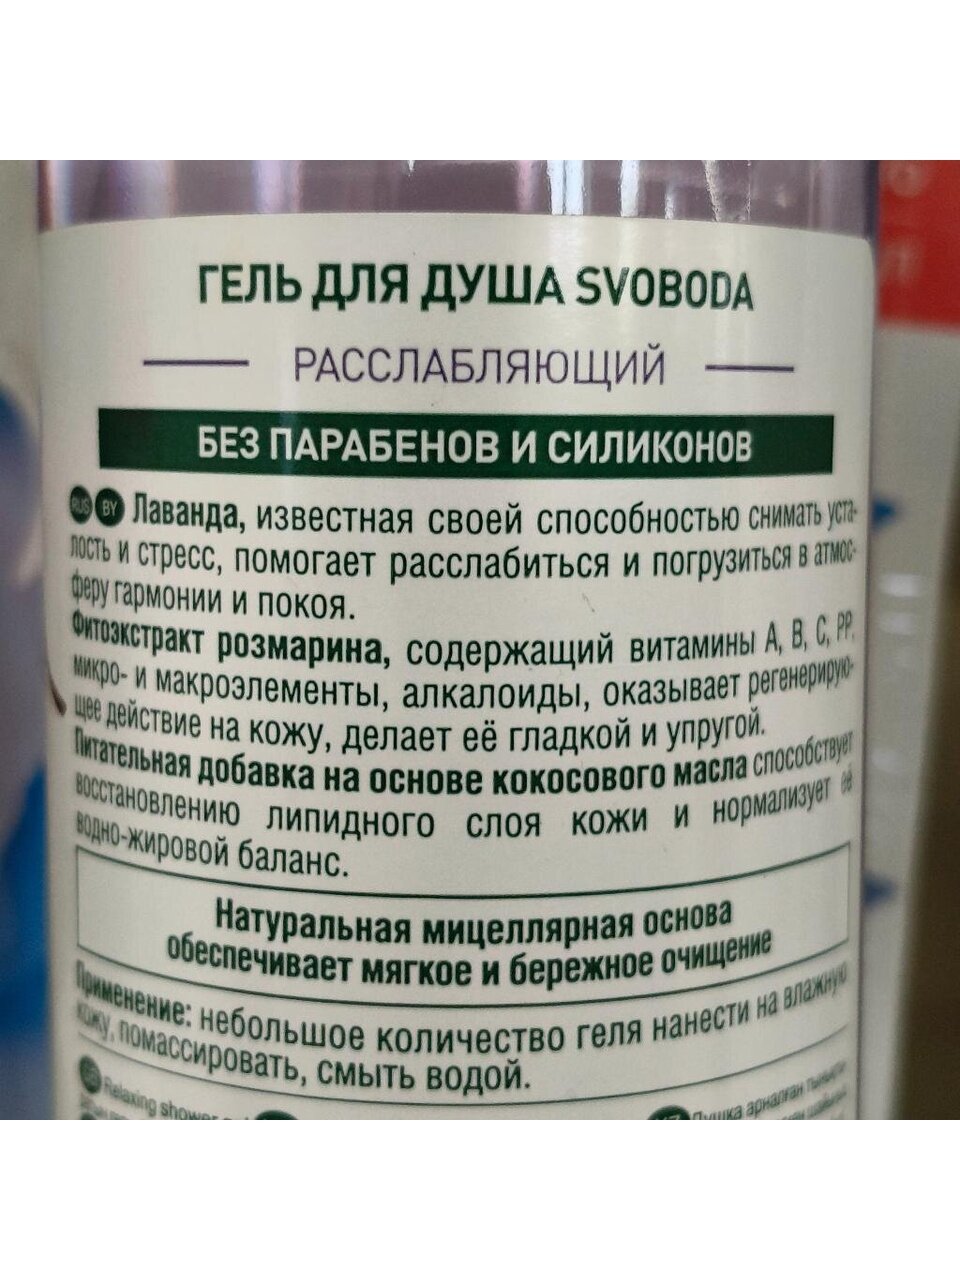 ГЕЛЬ ДЛЯ ДУША SVOBODA
РАССЛАБЛЯЮЩИЙ
БЕЗ ПАРАБЕНОВ И СИЛИКОНОВ
RUS BY Лаванда, известная своей способностью снимать уста-
лость и стресс, помогает расслабиться и погрузиться в атмос-
феру гармонии и покоя.
Фитоэкстракт розмарина, содержащий витамины А, В, С, РР,
микро- и макроэлементы, алкалоиды, оказывает регенерирую-
щее действие на кожу, делает её гладкой и упругой.
Питательная добавка на основе кокосового масла способствует
восстановлению липидного слоя кожи и нормализует её
водно-жировой баланс.
Натуральная мицеллярная основа
обеспечивает мягкое и бережное очищение
Применение: небольшое количество геля нанести на влажную
кожу, помассировать, смыть водой.
Relaxing shower
KZ Душқа арналған